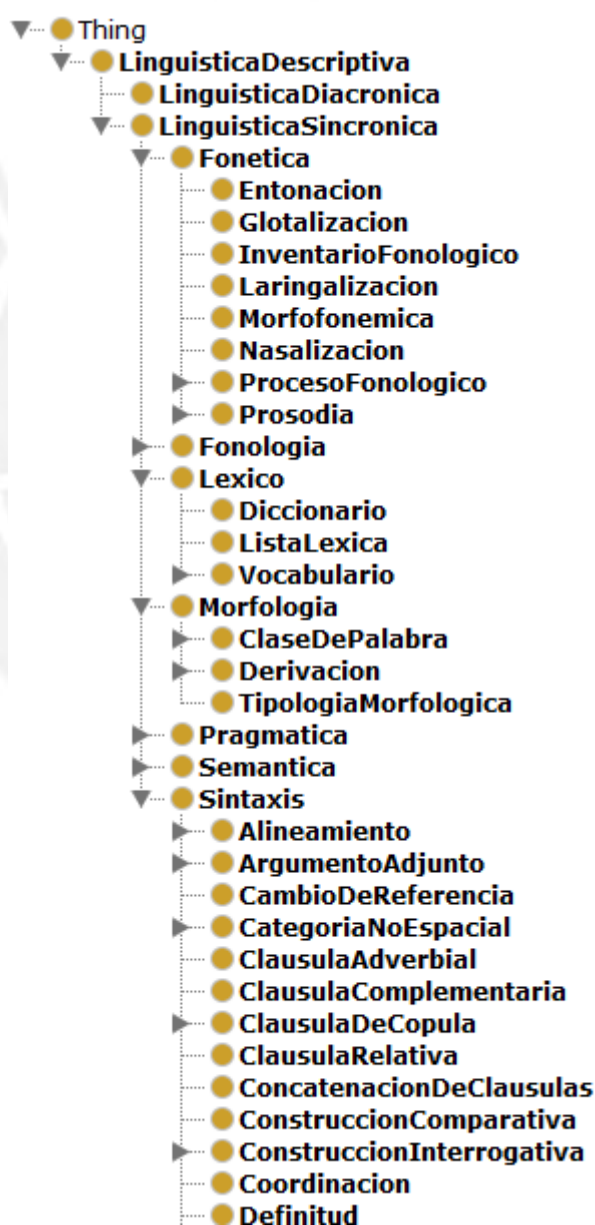 Thing
LinguisticaDescriptiva
LinguisticaDiacronica
LinguisticaSincronica
Fonetica
Entonacion
Glotalizacion
InventarioFonologico
Laringalizacion
Morfofonemica
Nasalizacion
ProcesoFonologico
Prosodia
Fonologia
Lexico
Diccionario
ListaLexica
Vocabulario
Morfologia
ClaseDePalabra
Derivacion
TipologiaMorfologica
Pragmatica
Semantica
Sintaxis
Alineamiento
ArgumentoAdjunto
CambioDeReferencia
CategoriaNoEspacial
ClausulaAdverbial
ClausulaComplementaria
ClausulaDeCopula
ClausulaRelativa
ConcatenacionDeClausulas
ConstruccionComparativa
ConstruccionInterrogativa
Coordinacion
Definitud